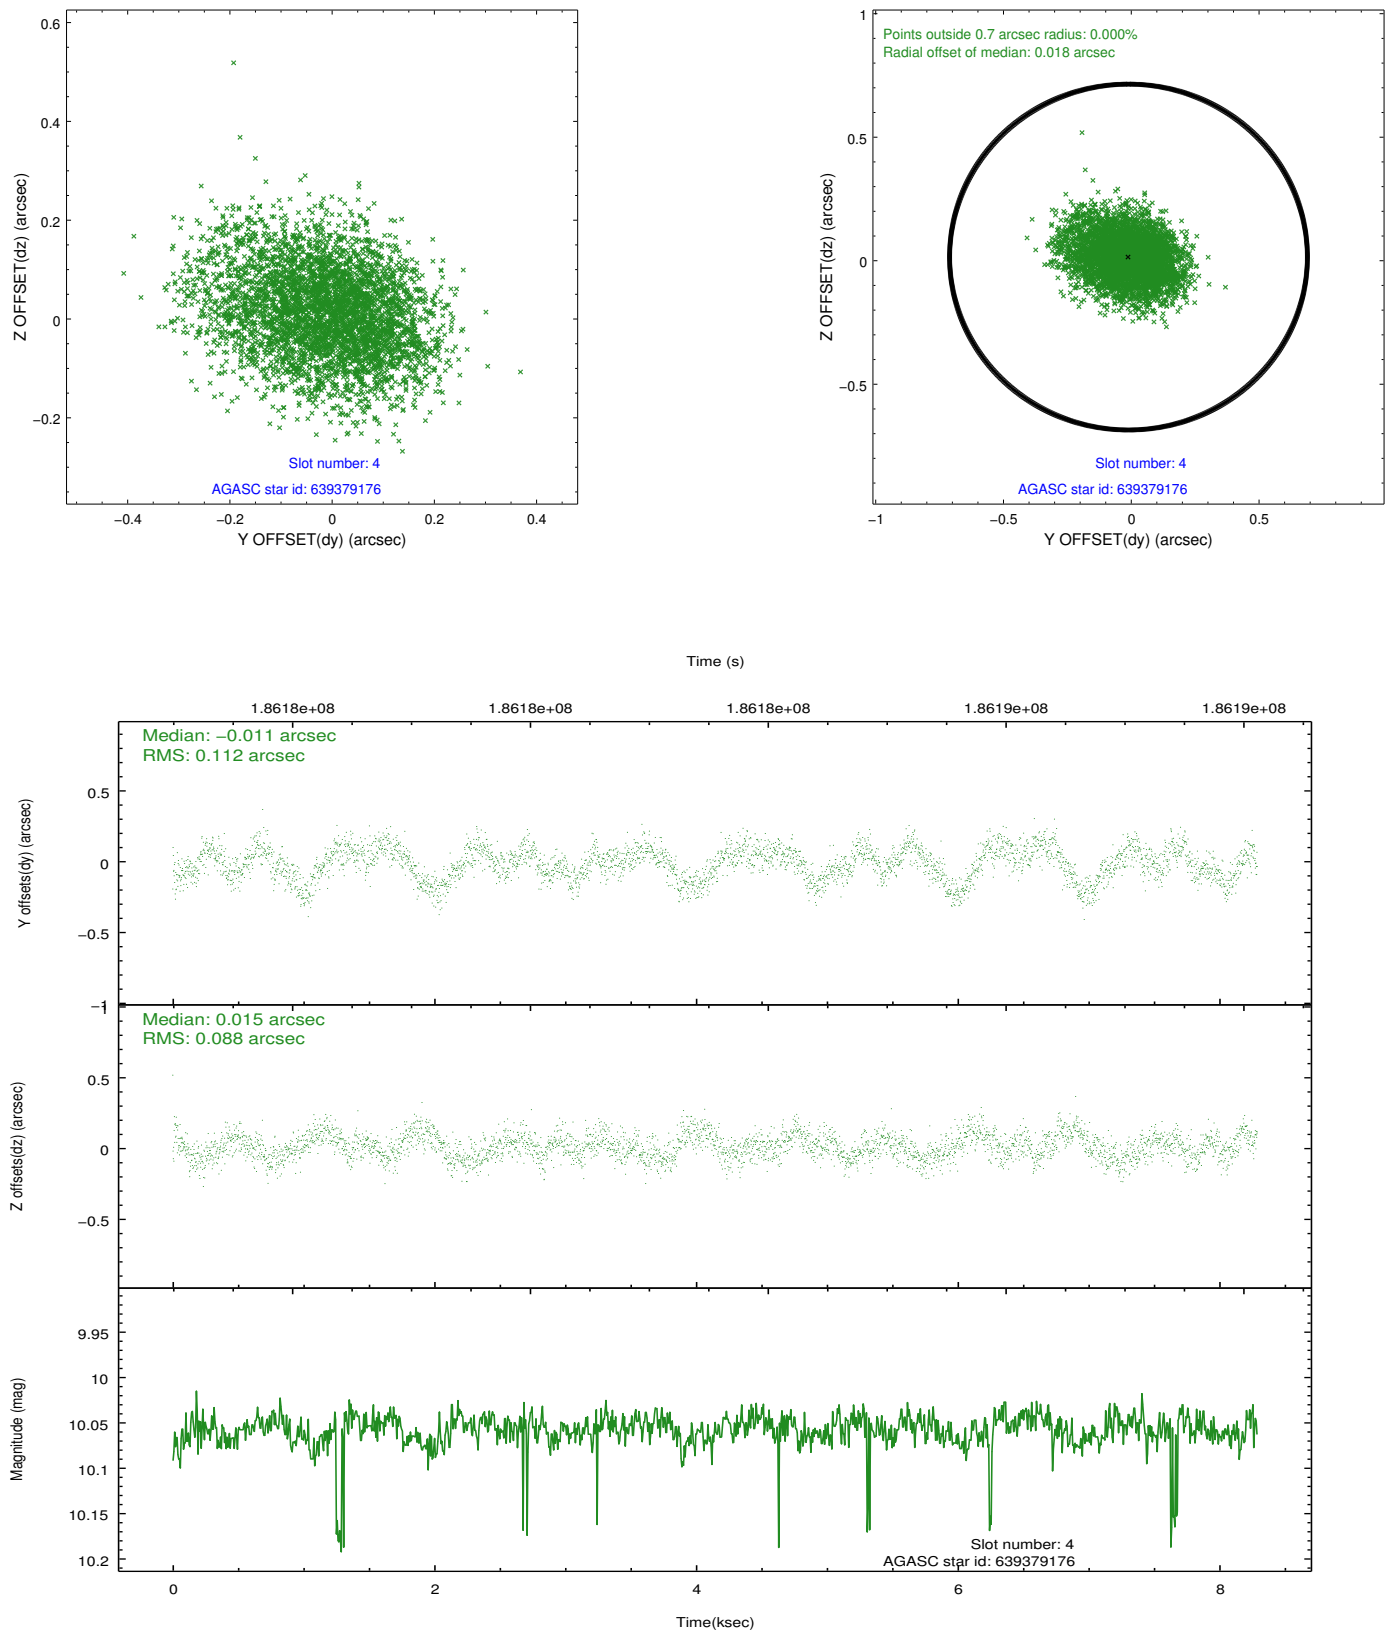 0.6
0.4
0.2
0
−0.2
Z OFFSET(dz) (arcsec)
Slot number: 4
AGASC star id: 639379176
−0.4 −0.2 0 0.2 0.4
Y OFFSET(dy) (arcsec)
1
0.5
0
−0.5
Z OFFSET(dz) (arcsec)
Points outside 0.7 arcsec radius: 0.000%
Radial offset of median: 0.018 arcsec
Slot number: 4
AGASC star id: 639379176
−1 −0.5 0 0.5
Y OFFSET(dy) (arcsec)
Time (s)
1.8618e+08 1.8618e+08 1.8618e+08 1.8619e+08 1.8619e+08
Median: −0.011 arcsec
RMS: 0.112 arcsec
0.5
0
−0.5
−1
Y offsets(dy) (arcsec)
1
Median: 0.015 arcsec
RMS: 0.088 arcsec
0.5
0
−0.5
Z offsets(dz) (arcsec)
9.95
10
10.05
10.1
10.15
10.2
Magnitude (mag)
Slot number: 4
AGASC star id: 639379176
0 2 4 6 8
Time(ksec)